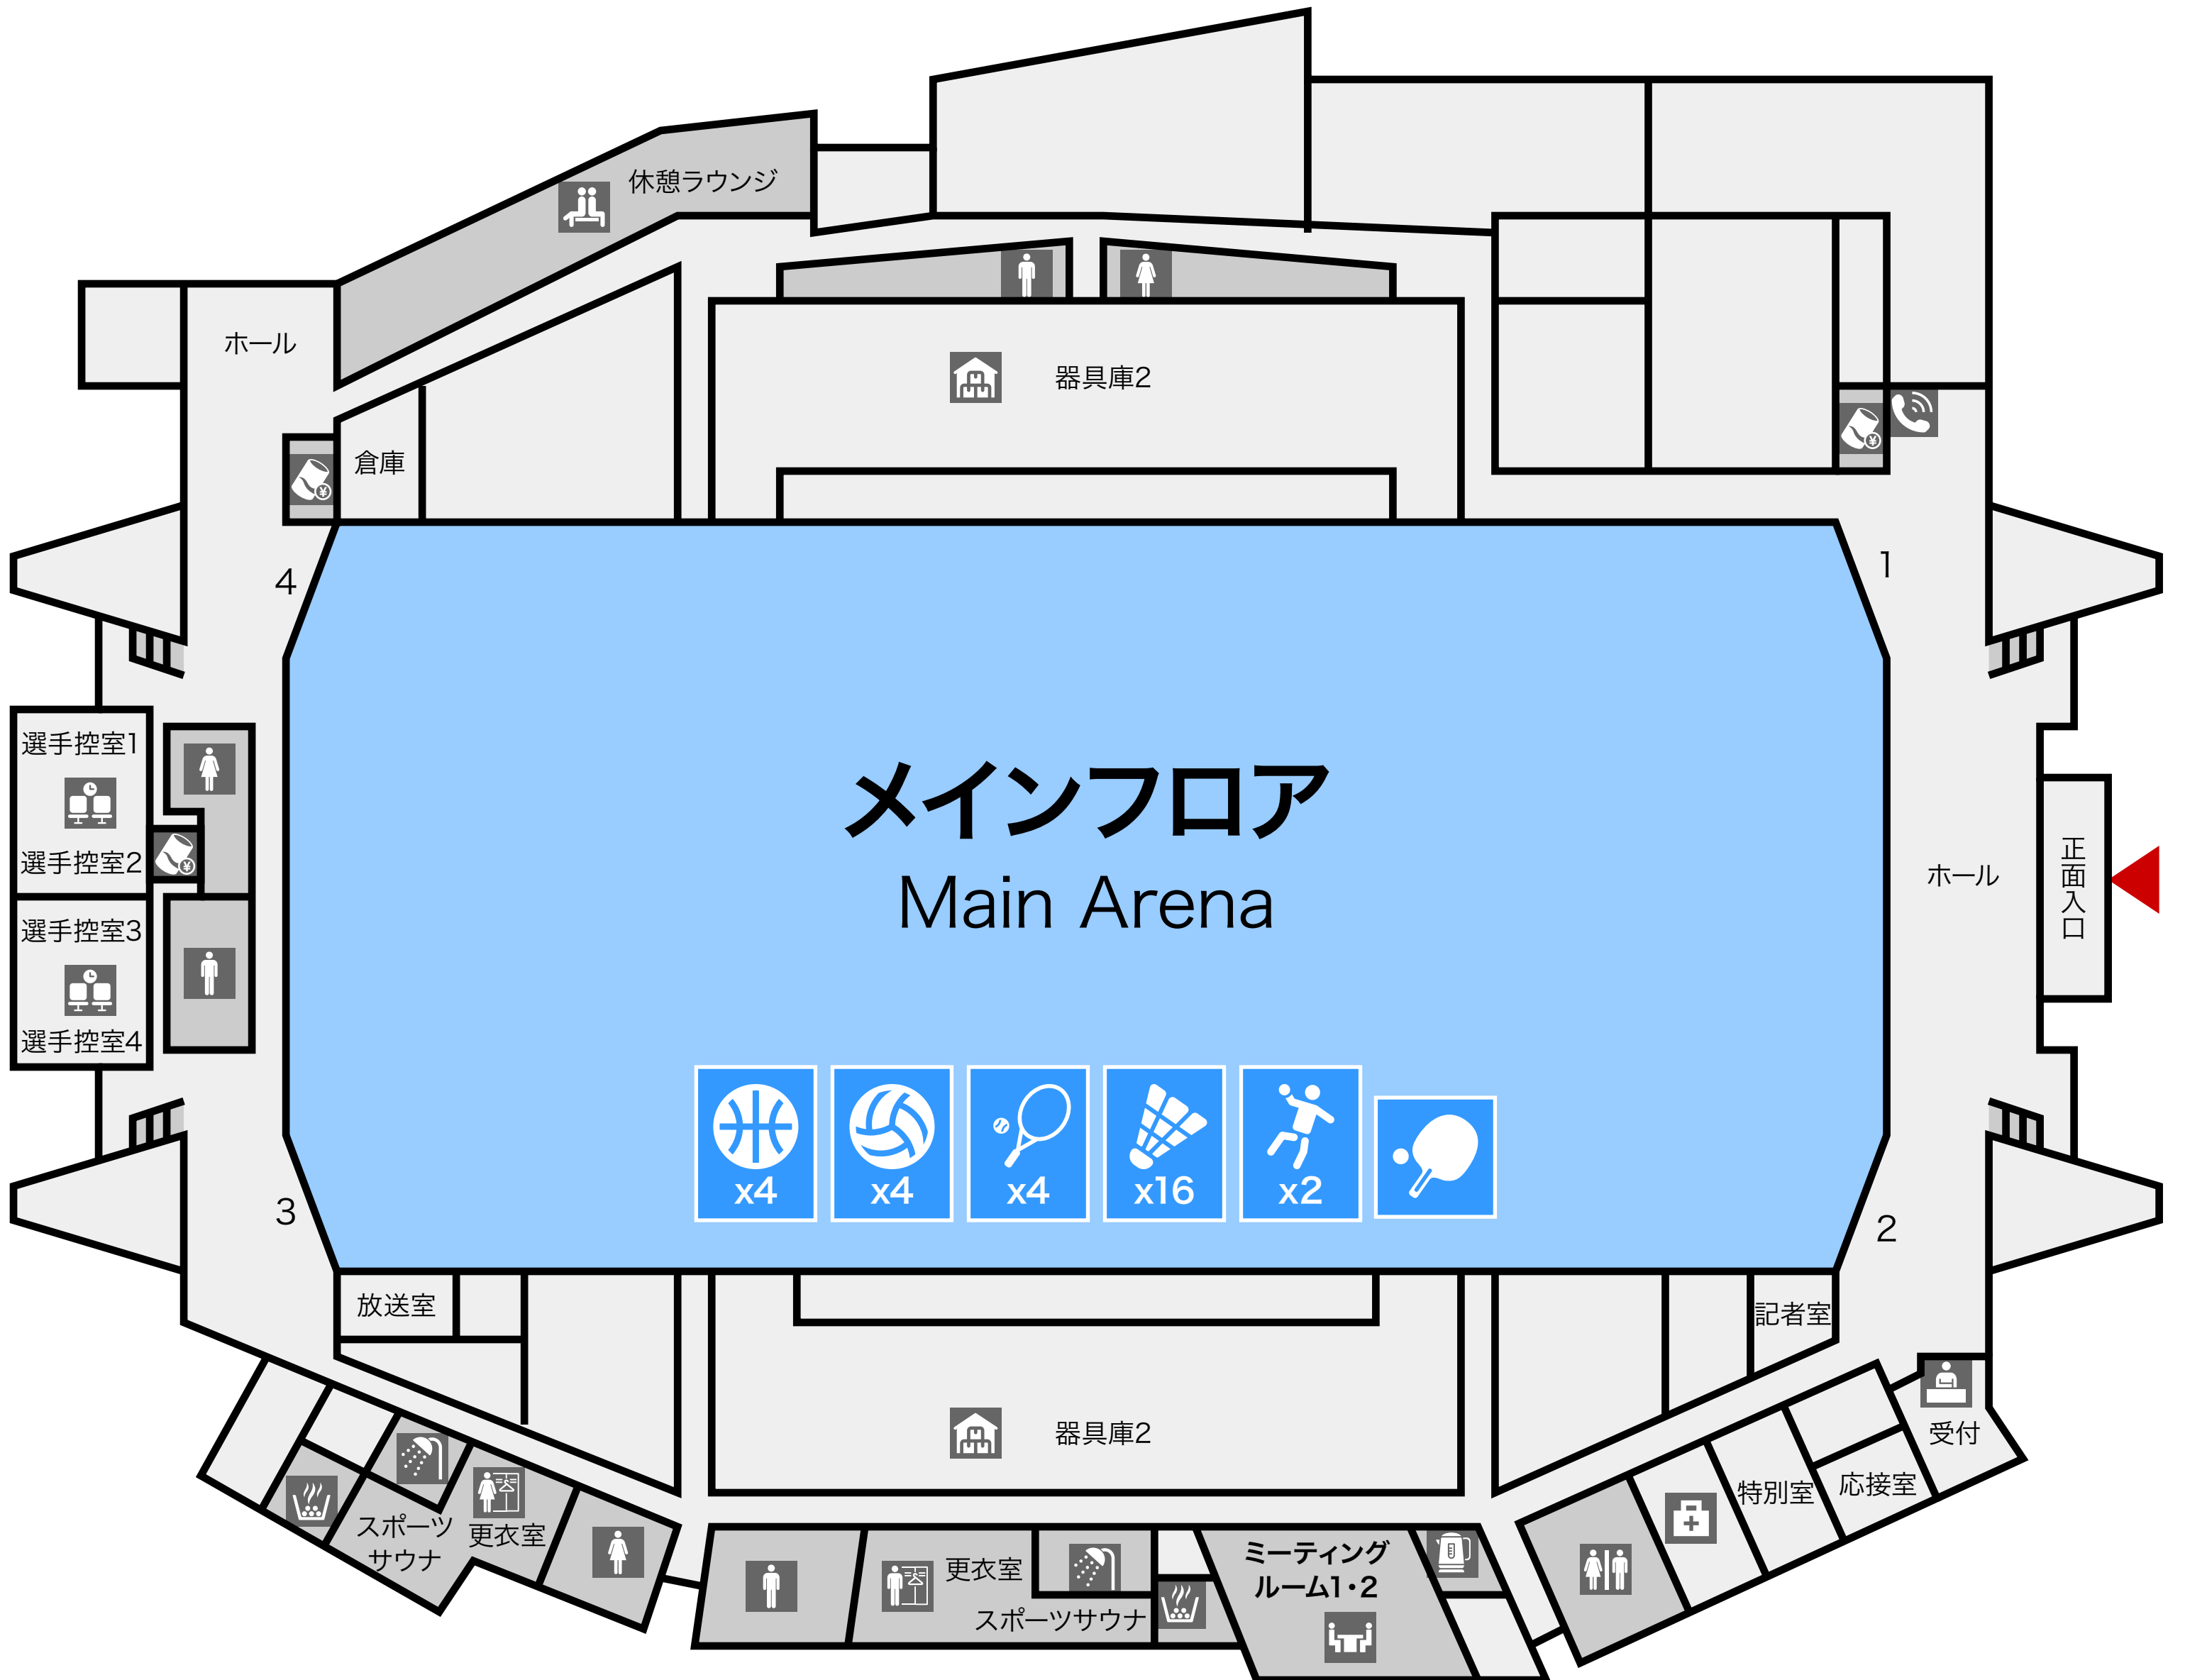 休憩ラウンジ
ホール
器具庫2
倉庫
4
1
選手控室1
選手控室2
選手控室3
選手控室4
メインフロア
Main Arena
ホール
正面入口
x4
x4
x4
x16
x2
3
2
放送室
記者室
器具庫2
受付
応接室
特別室
スポーツ
サウナ
更衣室
更衣室
スポーツサウナ
ミーティング
ルーム1・2
¥
¥
¥